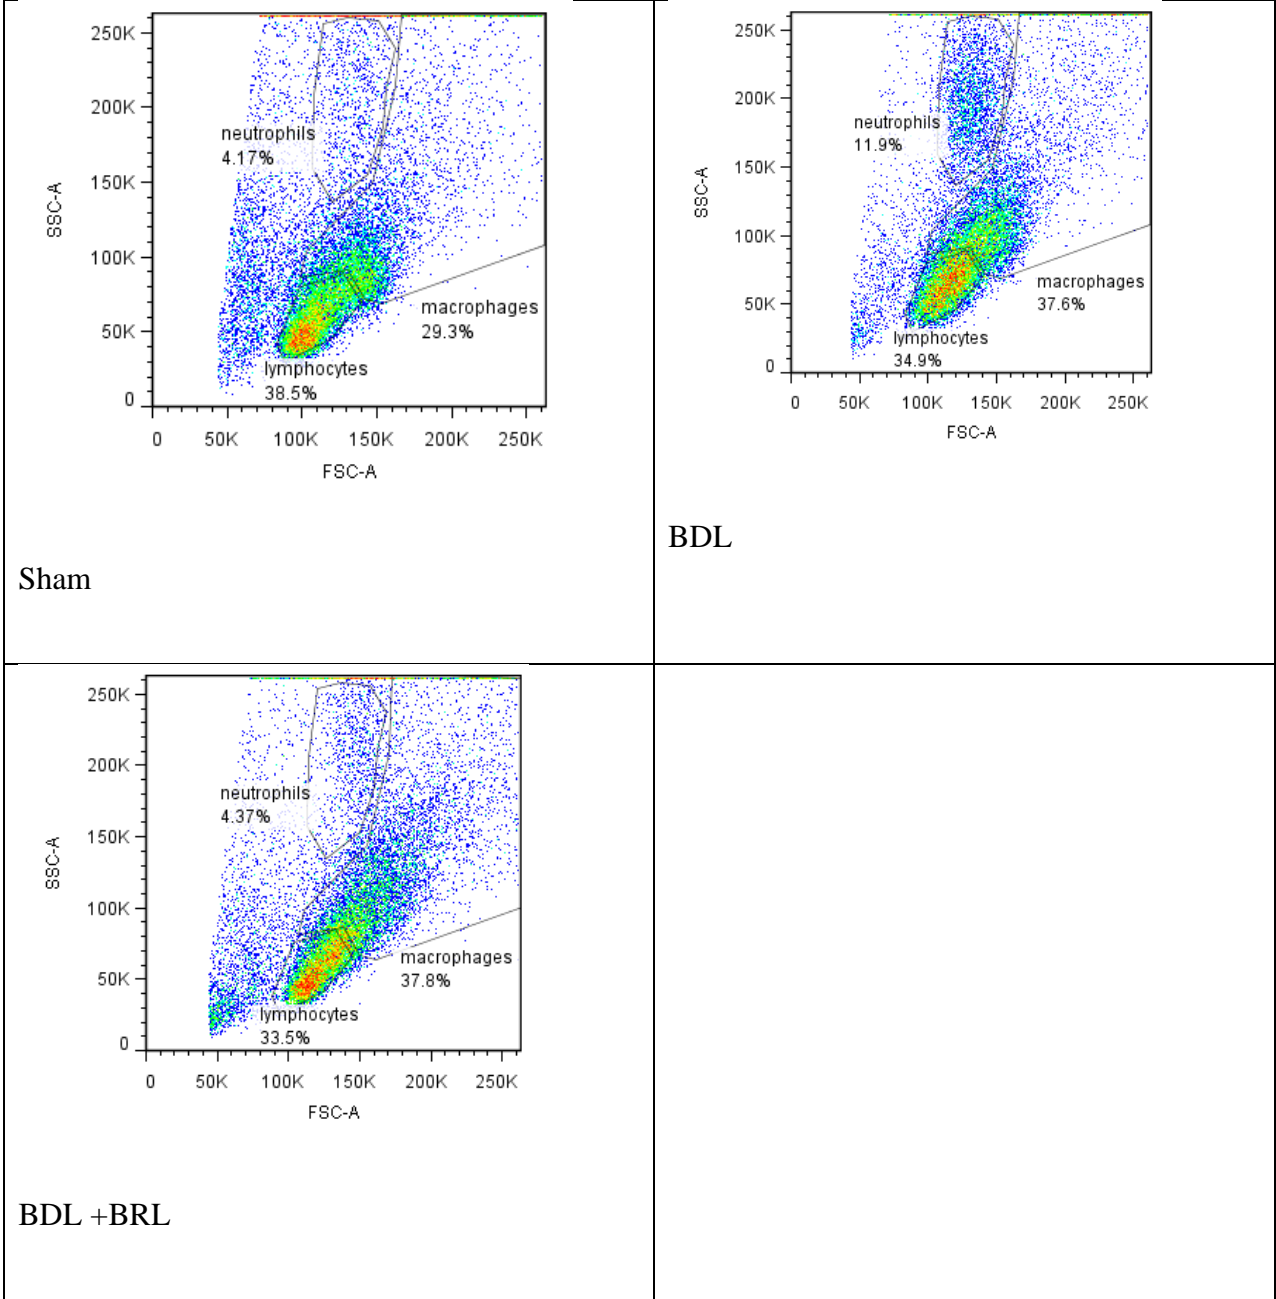 250K
200K
150K
100K
50K
0
SSC-A
neutrophils
4.17%
macrophages
29.3%
lymphocytes
38.5%
0 50K 100K 150K 200K 250K
FSC-A
Sham
250K
200K
150K
100K
50K
0
SSC-A
neutrophils
11.9%
macrophages
37.6%
lymphocytes
34.9%
0 50K 100K 150K 200K 250K
FSC-A
BDL
250K
200K
150K
100K
50K
0
SSC-A
neutrophils
4.37%
macrophages
37.8%
lymphocytes
33.5%
0 50K 100K 150K 200K 250K
FSC-A
BDL +BRL